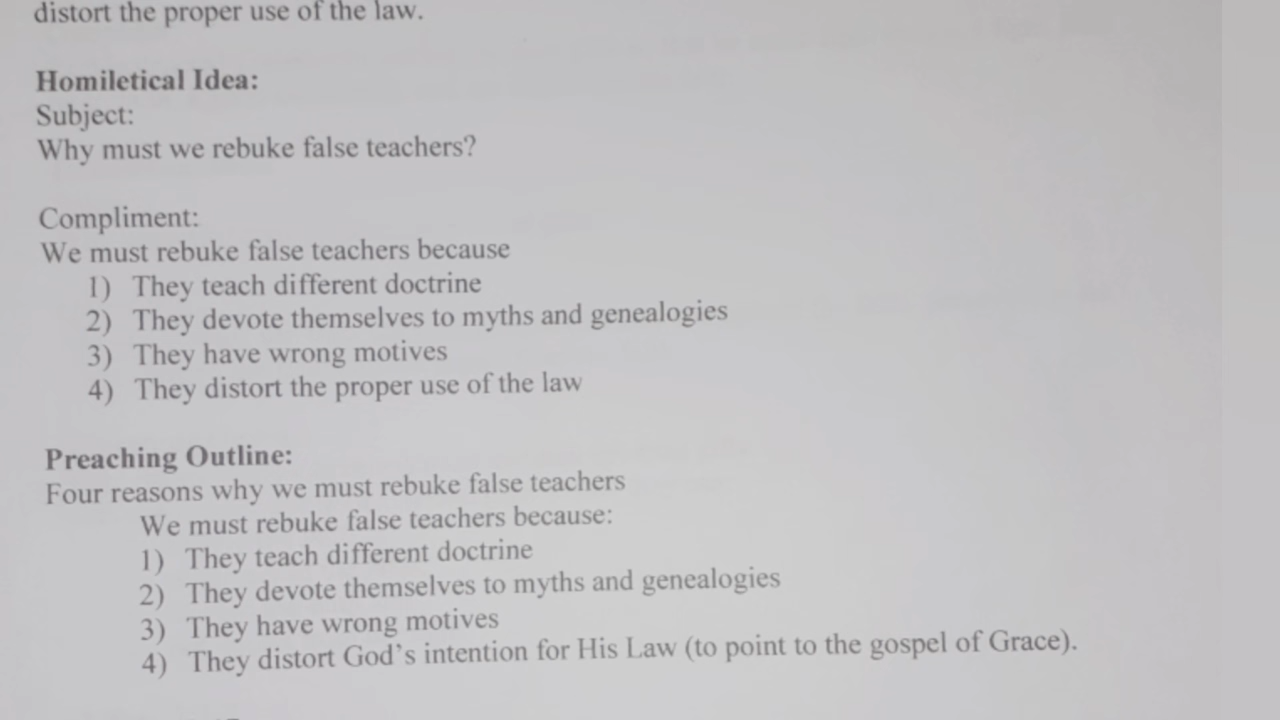 distort the proper use of the law.
Homiletical Idea:
Subject:
Why must we rebuke false teachers?
Compliment:
We must rebuke false teachers because
1) They teach different doctrine
2) They devote themselves to myths and genealogies
3) They have wrong motives
4) They distort the proper use of the law
Preaching Outline:
Four reasons why we must rebuke false teachers
We must rebuke false teachers because:
1) They teach different doctrine
2) They devote themselves to myths and genealogies
3) They have wrong motives
4) They distort God's intention for His Law (to point to the gospel of Grace).